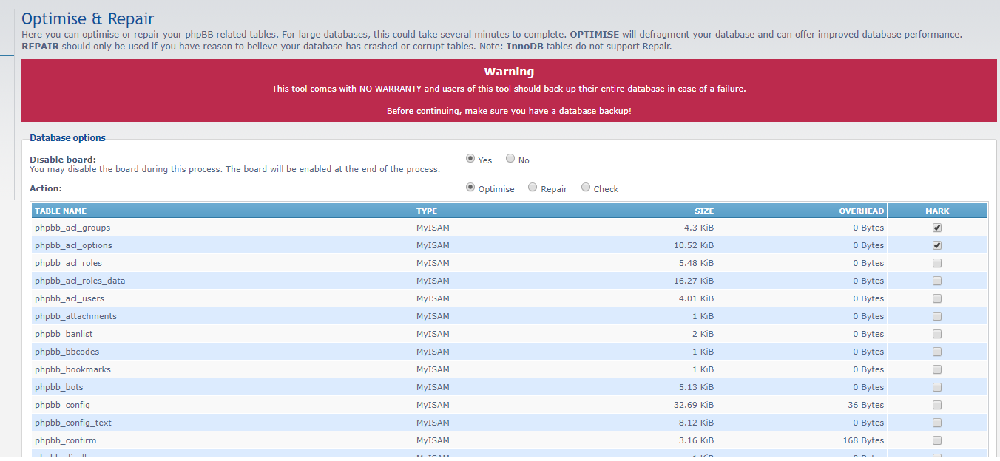 Optimise & Repair
Here you can optimise or repair your phpBB related tables. For large databases, this could take several minutes to complete. OPTIMISE will defragment your database and can offer improved database performance.
REPAIR should only be used if you have reason to believe your database has crashed or corrupt tables. Note: InnoDB tables do not support Repair.
Warning
This tool comes with NO WARRANTY and users of this tool should back up their entire database in case of a failure.
Before continuing, make sure you have a database backup!
Database options
Disable board: Yes No
You may disable the board during this process. The board will be enabled at the end of the process.
Action: Optimise Repair Check
TABLE NAME TYPE SIZE OVERHEAD MARK
phpbb_acl_groups MyISAM 4.3 KiB 0 Bytes
phpbb_acl_options MyISAM 10.52 KiB 0 Bytes
phpbb_acl_roles MyISAM 5.48 KiB 0 Bytes
phpbb_acl_roles_data MyISAM 16.27 KiB 0 Bytes
phpbb_acl_users MyISAM 4.01 KiB 0 Bytes
phpbb_attachments MyISAM 1 KiB 0 Bytes
phpbb_banlist MyISAM 2 KiB 0 Bytes
phpbb_bbcodes MyISAM 1 KiB 0 Bytes
phpbb_bookmarks MyISAM 1 KiB 0 Bytes
phpbb_bots MyISAM 5.13 KiB 0 Bytes
phpbb_config MyISAM 32.69 KiB 36 Bytes
phpbb_config_text MyISAM 8.12 KiB 0 Bytes
phpbb_confirm MyISAM 3.16 KiB 168 Bytes